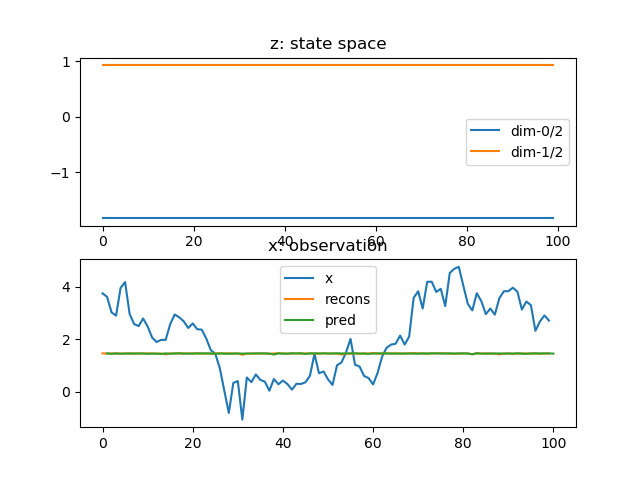 z: state space
1
0
−1
dim-0/2
dim-1/2
0 20 40 60 80 100
x: observation
4
2
0
x
recons
pred
0 20 40 60 80 100